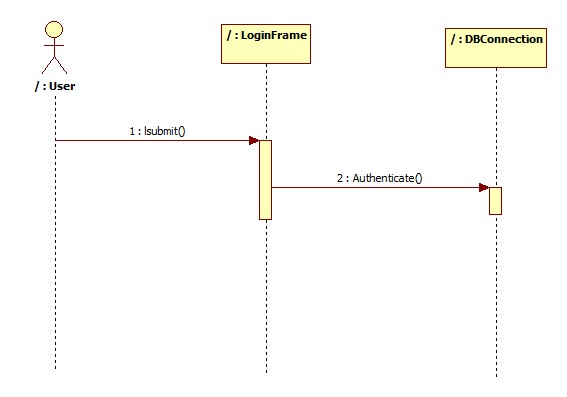 / : LoginFrame
/ : DBConnection
/ : User
1 : lsubmit()
2 : Authenticate()